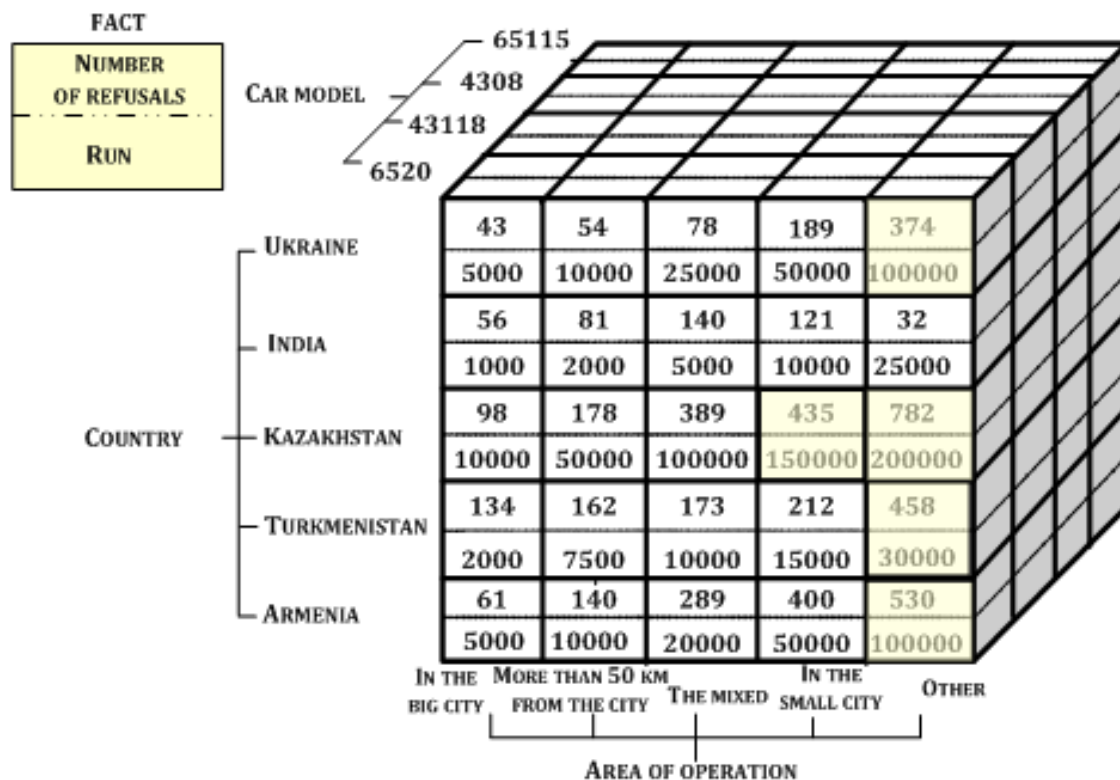 FACT
NUMBER
OF REFUSALS
RUN
CAR MODEL
65115
4308
43118
6520
COUNTRY
UKRAINE
43 54 78 189 374
5000 10000 25000 50000 100000
INDIA
56 81 140 121 32
1000 2000 5000 10000 25000
KAZAKHSTAN
98 178 389 435 782
10000 50000 100000 150000 200000
TURKMENISTAN
134 162 173 212 458
2000 7500 10000 15000 30000
ARMENIA
61 140 289 400 530
5000 10000 20000 50000 100000
IN THE
BIG CITY
MORE THAN 50 KM
FROM THE CITY
THE MIXED
IN THE
SMALL CITY
OTHER
AREA OF OPERATION